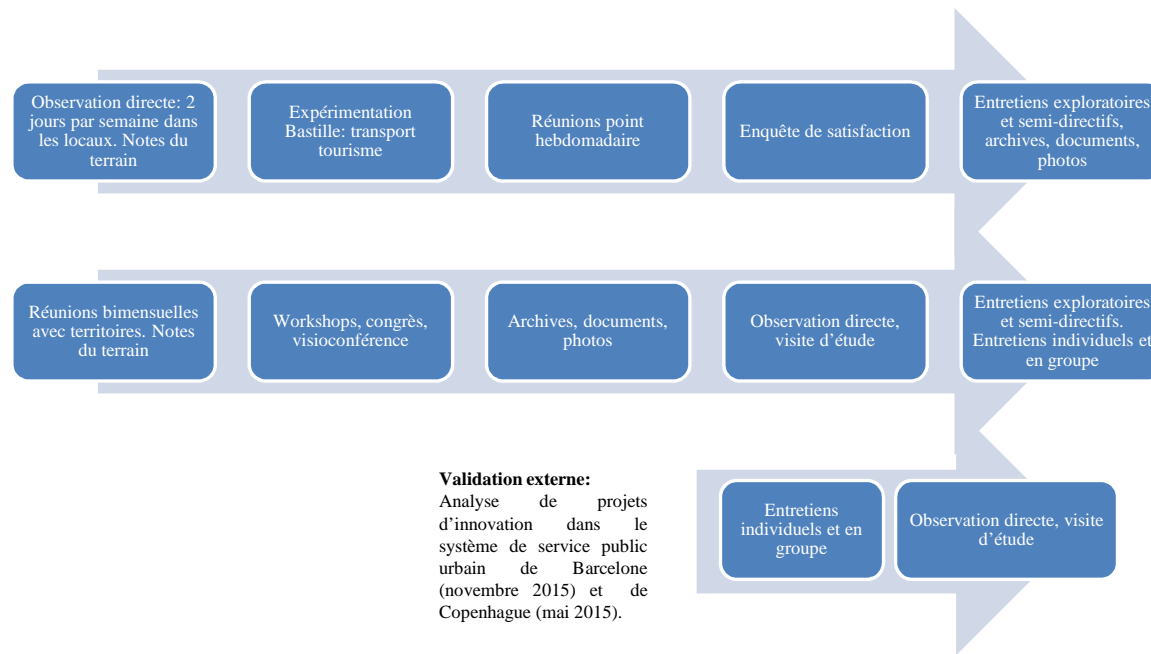 Observation directe: 2
jours par semaine dans
les locaux. Notes du
terrain
Expérimentation
Bastille: transport
tourisme
Réunions point
hebdomadaire
Enquête de satisfaction
Entretiens exploratoires
et semi-directifs,
archives, documents,
photos
Réunions bimensuelles
avec territoires. Notes
du terrain
Workshops, congrès,
visioconférence
Archives, documents,
photos
Observation directe,
visite d’étude
Entretiens exploratoires
et semi-directifs.
Entretiens individuels et
en groupe
Validation externe:
Analyse de projets
d’innovation dans le
système de service public
urbain de Barcelone
(novembre 2015) et de
Copenhague (mai 2015).
Entretiens
individuels et en
groupe
Observation directe, visite
d’étude